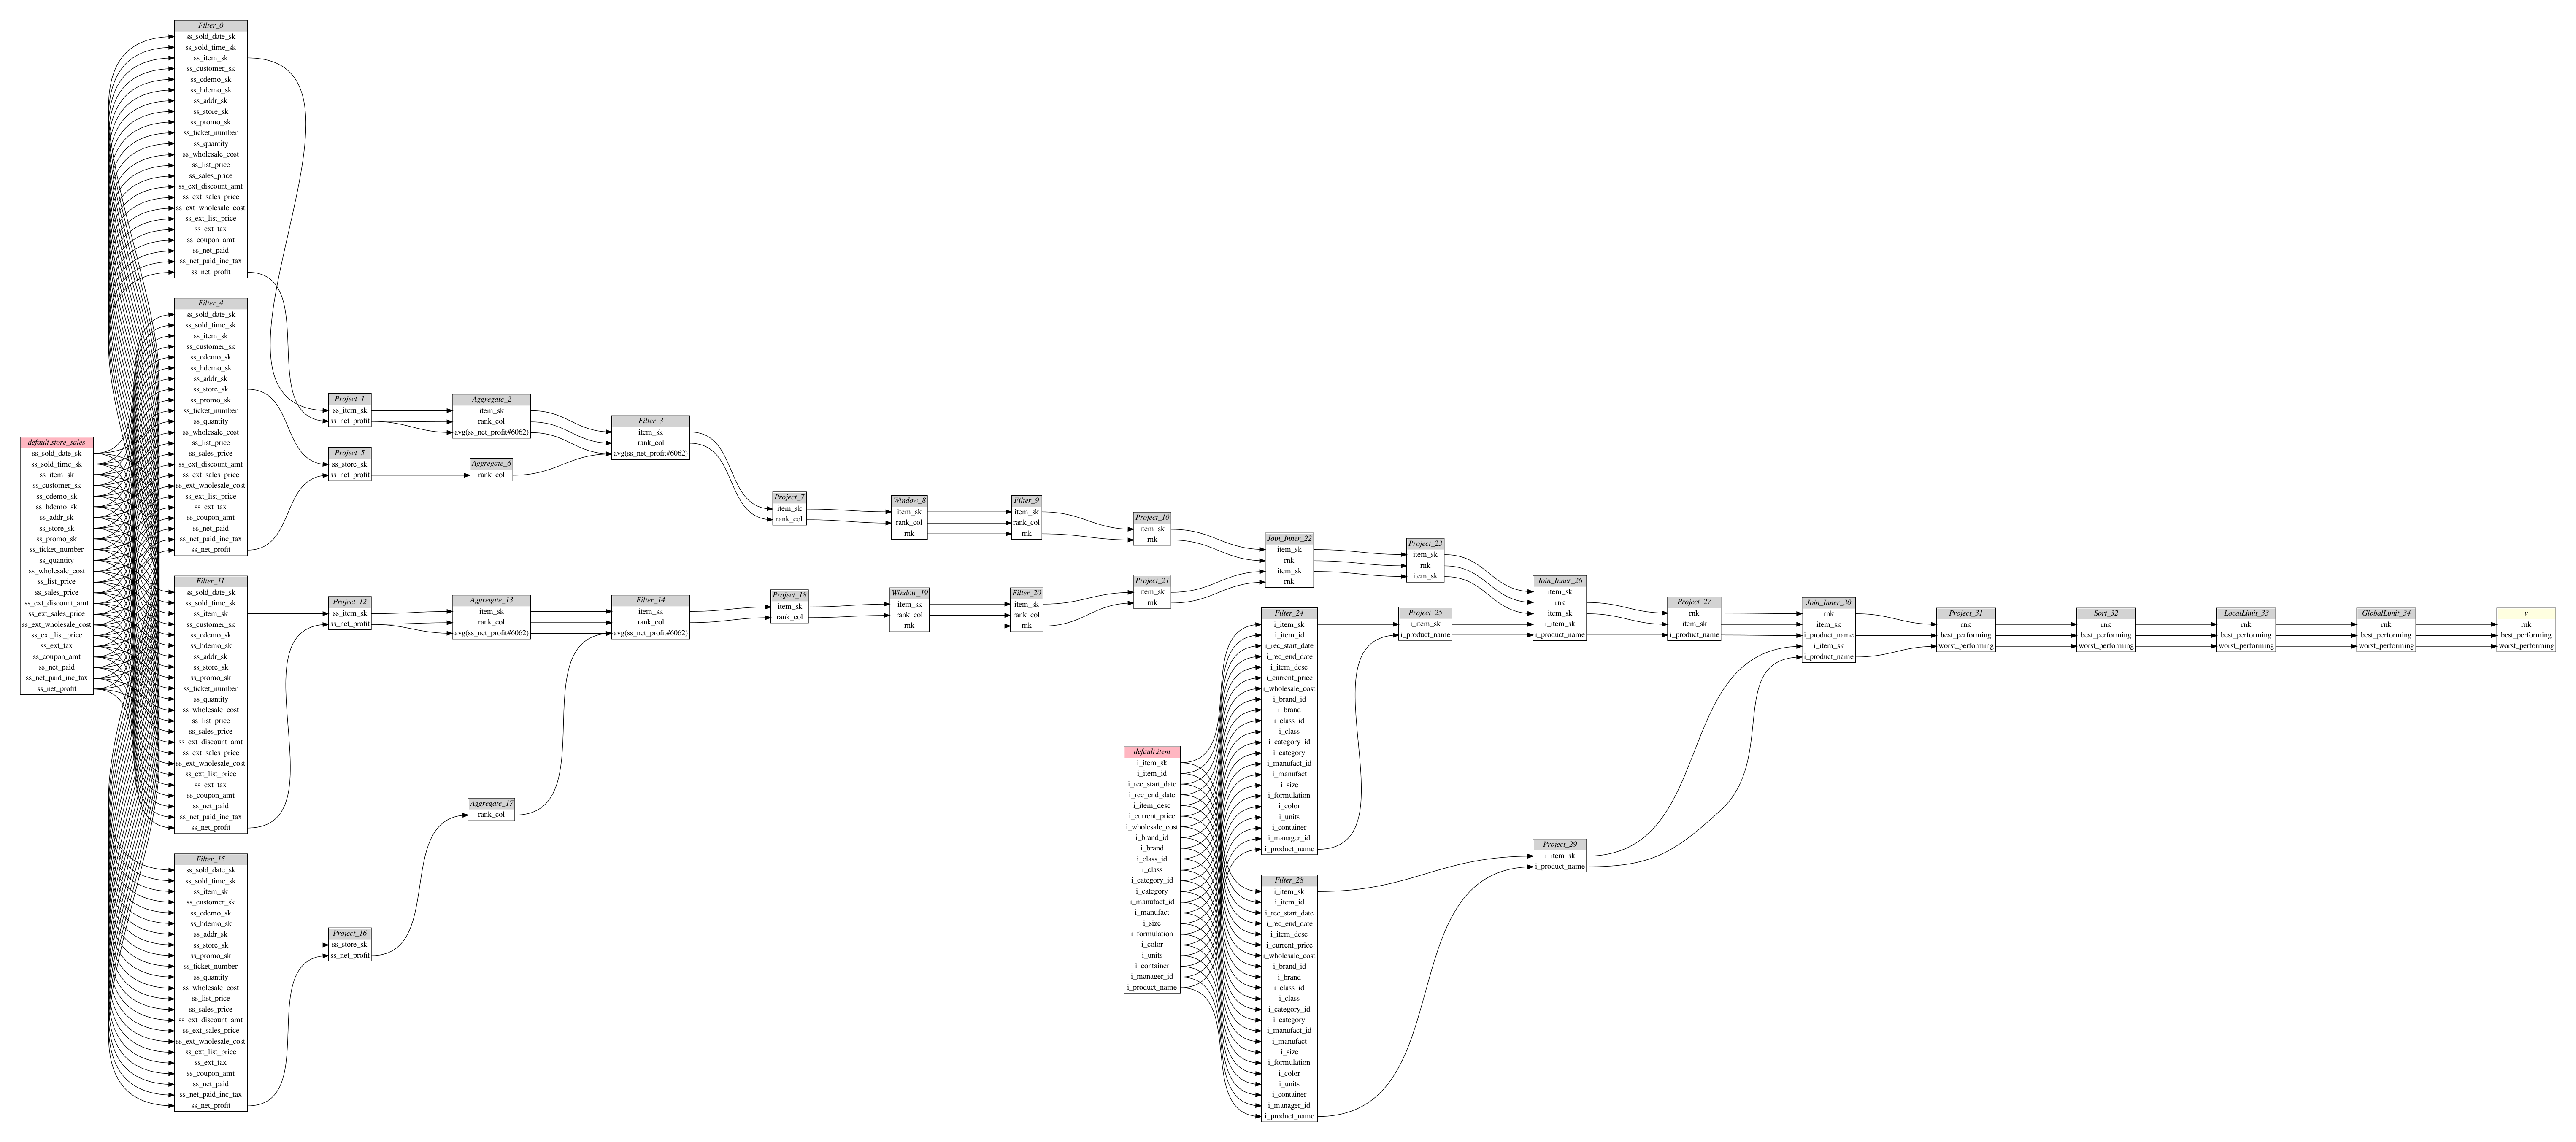 Filter_0
ss_sold_date_sk
ss_sold_time_sk
ss_item_sk
ss_customer_sk
ss_cdemo_sk
ss_hdemo_sk
ss_addr_sk
ss_store_sk
ss_promo_sk
ss_ticket_number
ss_quantity
ss_wholesale_cost
ss_list_price
ss_sales_price
ss_ext_discount_amt
ss_ext_sales_price
ss_ext_wholesale_cost
ss_ext_list_price
ss_ext_tax
ss_coupon_amt
ss_net_paid
ss_net_paid_inc_tax
ss_net_profit
Filter_4
ss_sold_date_sk
ss_sold_time_sk
ss_item_sk
ss_customer_sk
ss_cdemo_sk
ss_hdemo_sk
ss_addr_sk
ss_store_sk
ss_promo_sk
ss_ticket_number
ss_quantity
ss_wholesale_cost
ss_list_price
ss_sales_price
ss_ext_discount_amt
ss_ext_sales_price
ss_ext_wholesale_cost
ss_ext_list_price
ss_ext_tax
ss_coupon_amt
ss_net_paid
ss_net_paid_inc_tax
ss_net_profit
default.store_sales
ss_sold_date_sk
ss_sold_time_sk
ss_item_sk
ss_customer_sk
ss_cdemo_sk
ss_hdemo_sk
ss_addr_sk
ss_store_sk
ss_promo_sk
ss_ticket_number
ss_quantity
ss_wholesale_cost
ss_list_price
ss_sales_price
ss_ext_discount_amt
ss_ext_sales_price
ss_ext_wholesale_cost
ss_ext_list_price
ss_ext_tax
ss_coupon_amt
ss_net_paid
ss_net_paid_inc_tax
ss_net_profit
Filter_11
ss_sold_date_sk
ss_sold_time_sk
ss_item_sk
ss_customer_sk
ss_cdemo_sk
ss_hdemo_sk
ss_addr_sk
ss_store_sk
ss_promo_sk
ss_ticket_number
ss_quantity
ss_wholesale_cost
ss_list_price
ss_sales_price
ss_ext_discount_amt
ss_ext_sales_price
ss_ext_wholesale_cost
ss_ext_list_price
ss_ext_tax
ss_coupon_amt
ss_net_paid
ss_net_paid_inc_tax
ss_net_profit
Filter_15
ss_sold_date_sk
ss_sold_time_sk
ss_item_sk
ss_customer_sk
ss_cdemo_sk
ss_hdemo_sk
ss_addr_sk
ss_store_sk
ss_promo_sk
ss_ticket_number
ss_quantity
ss_wholesale_cost
ss_list_price
ss_sales_price
ss_ext_discount_amt
ss_ext_sales_price
ss_ext_wholesale_cost
ss_ext_list_price
ss_ext_tax
ss_coupon_amt
ss_net_paid
ss_net_paid_inc_tax
ss_net_profit
Project_1
ss_item_sk
ss_net_profit
Project_5
ss_store_sk
ss_net_profit
Project_12
ss_item_sk
ss_net_profit
Project_16
ss_store_sk
ss_net_profit
Aggregate_2
item_sk
rank_col
avg(ss_net_profit#6062)
Aggregate_6
rank_col
Aggregate_13
item_sk
rank_col
avg(ss_net_profit#6062)
Aggregate_17
rank_col
Filter_3
item_sk
rank_col
avg(ss_net_profit#6062)
Filter_14
item_sk
rank_col
avg(ss_net_profit#6062)
Project_7
item_sk
rank_col
Project_18
item_sk
rank_col
Window_8
item_sk
rank_col
rnk
Window_19
item_sk
rank_col
rnk
Filter_9
item_sk
rank_col
rnk
Filter_20
item_sk
rank_col
rnk
Project_10
item_sk
rnk
Project_21
item_sk
rnk
default.item
i_item_sk
i_item_id
i_rec_start_date
i_rec_end_date
i_item_desc
i_current_price
i_wholesale_cost
i_brand_id
i_brand
i_class_id
i_class
i_category_id
i_category
i_manufact_id
i_manufact
i_size
i_formulation
i_color
i_units
i_container
i_manager_id
i_product_name
Join_Inner_22
item_sk
rnk
item_sk
rnk
Filter_24
i_item_sk
i_item_id
i_rec_start_date
i_rec_end_date
i_item_desc
i_current_price
i_wholesale_cost
i_brand_id
i_brand
i_class_id
i_class
i_category_id
i_category
i_manufact_id
i_manufact
i_size
i_formulation
i_color
i_units
i_container
i_manager_id
i_product_name
Filter_28
i_item_sk
i_item_id
i_rec_start_date
i_rec_end_date
i_item_desc
i_current_price
i_wholesale_cost
i_brand_id
i_brand
i_class_id
i_class
i_category_id
i_category
i_manufact_id
i_manufact
i_size
i_formulation
i_color
i_units
i_container
i_manager_id
i_product_name
Project_23
item_sk
rnk
item_sk
Project_25
i_item_sk
i_product_name
Join_Inner_26
item_sk
rnk
item_sk
i_item_sk
i_product_name
Project_29
i_item_sk
i_product_name
Project_27
rnk
item_sk
i_product_name
Join_Inner_30
rnk
item_sk
i_product_name
i_item_sk
i_product_name
Project_31
rnk
best_performing
worst_performing
Sort_32
rnk
best_performing
worst_performing
LocalLimit_33
rnk
best_performing
worst_performing
GlobalLimit_34
rnk
best_performing
worst_performing
v
rnk
best_performing
worst_performing